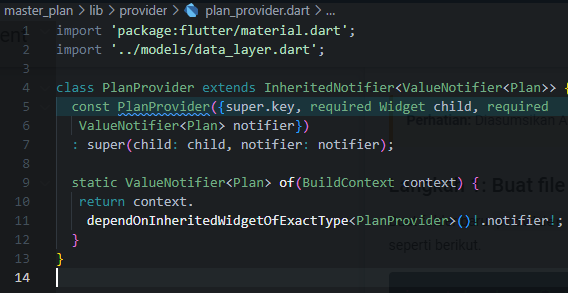 master_plan > lib > provider > plan_provider.dart > ...
1 import 'package:flutter/material.dart';
2 import '../models/data_layer.dart';
3
4 class PlanProvider extends InheritedNotifier<ValueNotifier<Plan>> {
5 const PlanProvider({super.key, required Widget child, required
6 ValueNotifier<Plan> notifier})
7 : super(child: child, notifier: notifier);
8
9 static ValueNotifier<Plan> of(BuildContext context) {
10 return context.
11 dependOnInheritedWidgetOfExactType<PlanProvider>()!.notifier!;
12 }
13 }
14
Perhatian: Diasumsikan A
: Buat file
seperti berikut